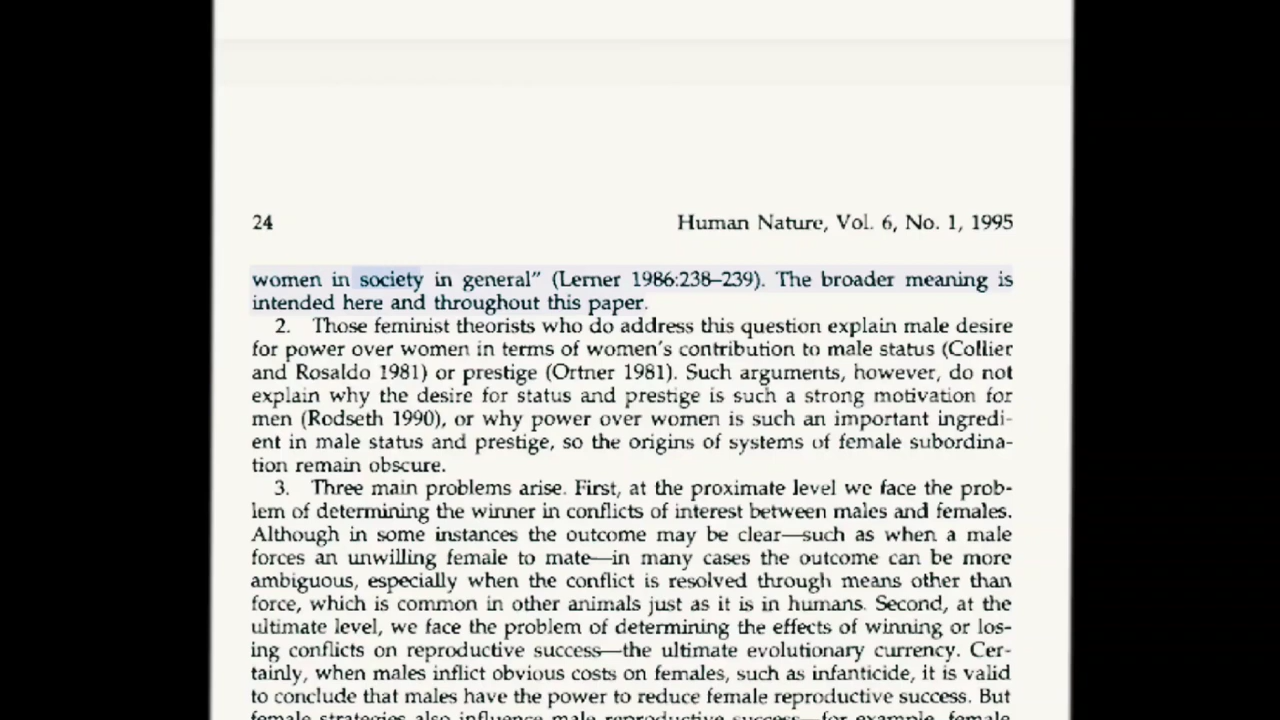 24
Human Nature, Vol. 6, No. 1, 1995
women in society in general” (Lerner 1986:238–239). The broader meaning is
intended here and throughout this paper.
2. Those feminist theorists who do address this question explain male desire
for power over women in terms of women's contribution to male status (Collier
and Rosaldo 1981) or prestige (Ortner 1981). Such arguments, however, do not
explain why the desire for status and prestige is such a strong motivation for
men (Rodseth 1990), or why power over women is such an important ingredi-
ent in male status and prestige, so the origins of systems of female subordina-
tion remain obscure.
3. Three main problems arise. First, at the proximate level we face the prob-
lem of determining the winner in conflicts of interest between males and females.
Although in some instances the outcome may be clear—such as when a male
forces an unwilling female to mate—in many cases the outcome can be more
ambiguous, especially when the conflict is resolved through means other than
force, which is common in other animals just as it is in humans. Second, at the
ultimate level, we face the problem of determining the effects of winning or los-
ing conflicts on reproductive success—the ultimate evolutionary currency. Cer-
tainly, when males inflict obvious costs on females, such as infanticide, it is valid
to conclude that males have the power to reduce female reproductive success. But
female strategies also influence male reproductive success—for example, female